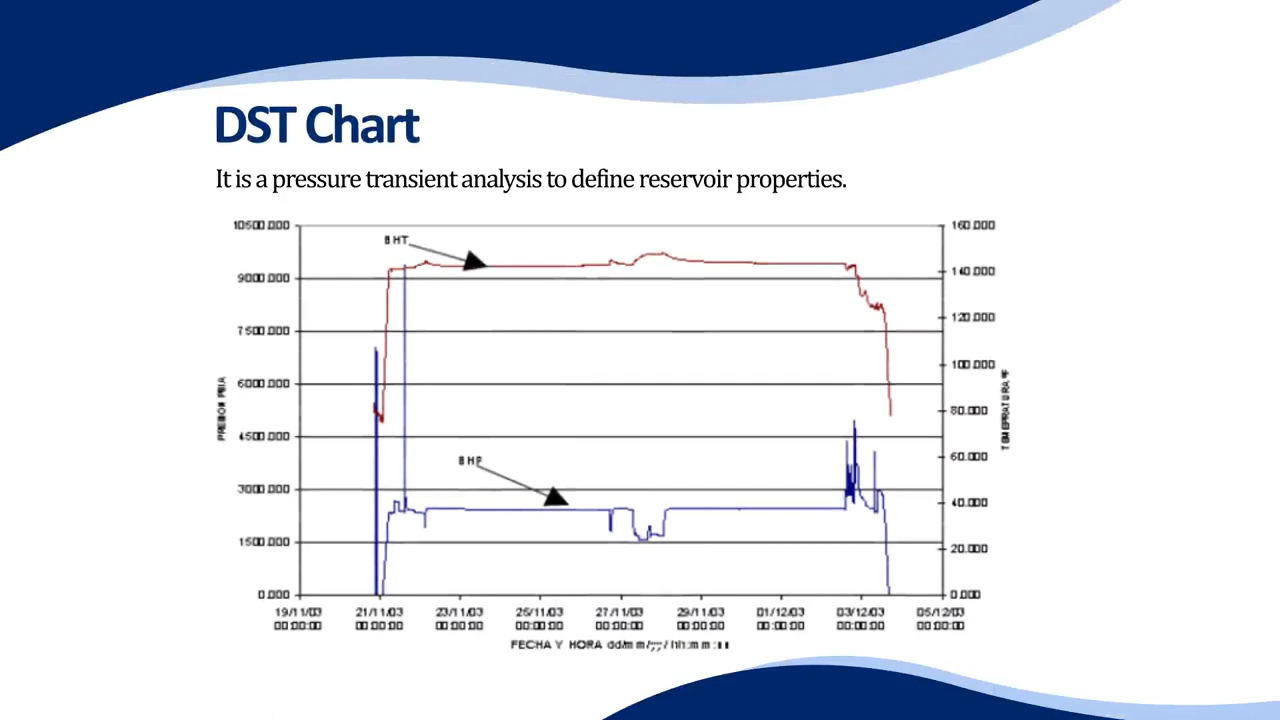 DST Chart
It is a pressure transient analysis to define reservoir properties.
10500.000 160.000
BHT
9000.000 140.000
7500.000 120.000
6000.000 100.000
80.000
4500.000 60.000
BHP
3000.000 40.000
1500.000 20.000
0.000 0.000
19/11/03 21/11/03 23/11/03 25/11/03 27/11/03 29/11/03 01/12/03 03/12/03 05/12/03
00:00:00 00:00:00 00:00:00 00:00:00 00:00:00 00:00:00 00:00:00 00:00:00 00:00:00
FECHA Y HORA